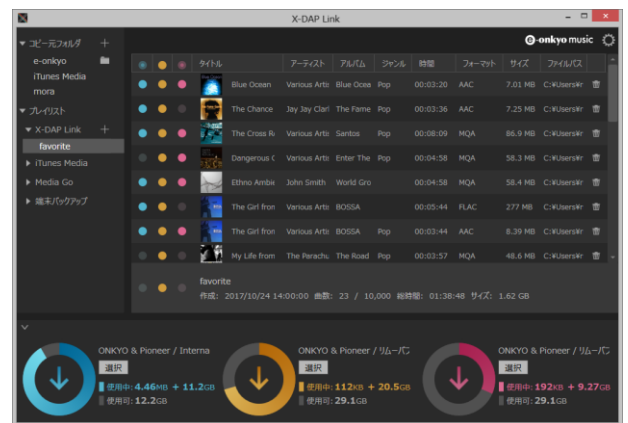 X-DAP Link
e-onkyo music
コピー元フォルダ
e-onkyo
iTunes Media
mora
プレイリスト
X-DAP Link
favorite
iTunes Media
Media Go
端末バックアップ
タイトル アーティスト アルバム ジャンル 時間 フォーマット サイズ ファイルパス
Blue Ocean Various Artis Blue Ocea Pop 00:03:20 AAC 7.01 MB C:¥Users¥r
The Chance Jay Jay Clarl The Fame Pop 00:03:36 AAC 7.25 MB C:¥Users¥r
The Cross R Various Artis Santos Pop 00:08:09 MQA 86.9 MB C:¥Users¥r
Dangerous Various Artis Enter The Pop 00:04:58 MQA 58.3 MB C:¥Users¥r
Ethno Ambi John Smith World Gro 00:04:58 MQA 58.4 MB C:¥Users¥r
The Girl fron Various Artis BOSSA 00:05:44 FLAC 277 MB C:¥Users¥r
The Girl fron Various Artis BOSSA Pop 00:03:44 AAC 8.39 MB C:¥Users¥r
My Life from The Parachu The Road Pop 00:03:57 MQA 48.6 MB C:¥Users¥r
favorite
作成: 2017/10/24 14:00:00 曲数: 23 / 10,000 総時間: 01:38:48 サイズ: 1.62 GB
ONKYO & Pioneer / Interna
選択
使用中: 4.46MB + 11.2GB
使用可: 12.2GB
ONKYO & Pioneer / リムーバ
選択
使用中: 112KB + 20.5GB
使用可: 29.1GB
ONKYO & Pioneer / リムーバ
選択
使用中: 192KB + 9.27GB
使用可: 29.1GB